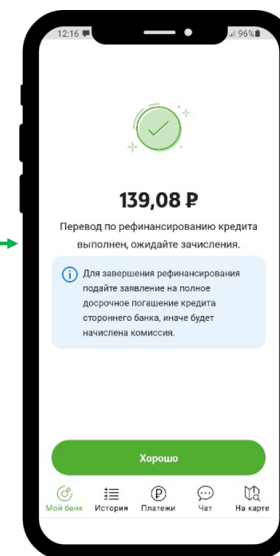 12:16 96%
139,08 ₽
Перевод по рефинансированию кредита
выполнен, ожидайте зачисления.
Для завершения рефинансирования
подайте заявление на полное
досрочное погашение кредита
стороннего банка, иначе будет
начислена комиссия.
Хорошо
Мой банк История Платежи Чат На карте